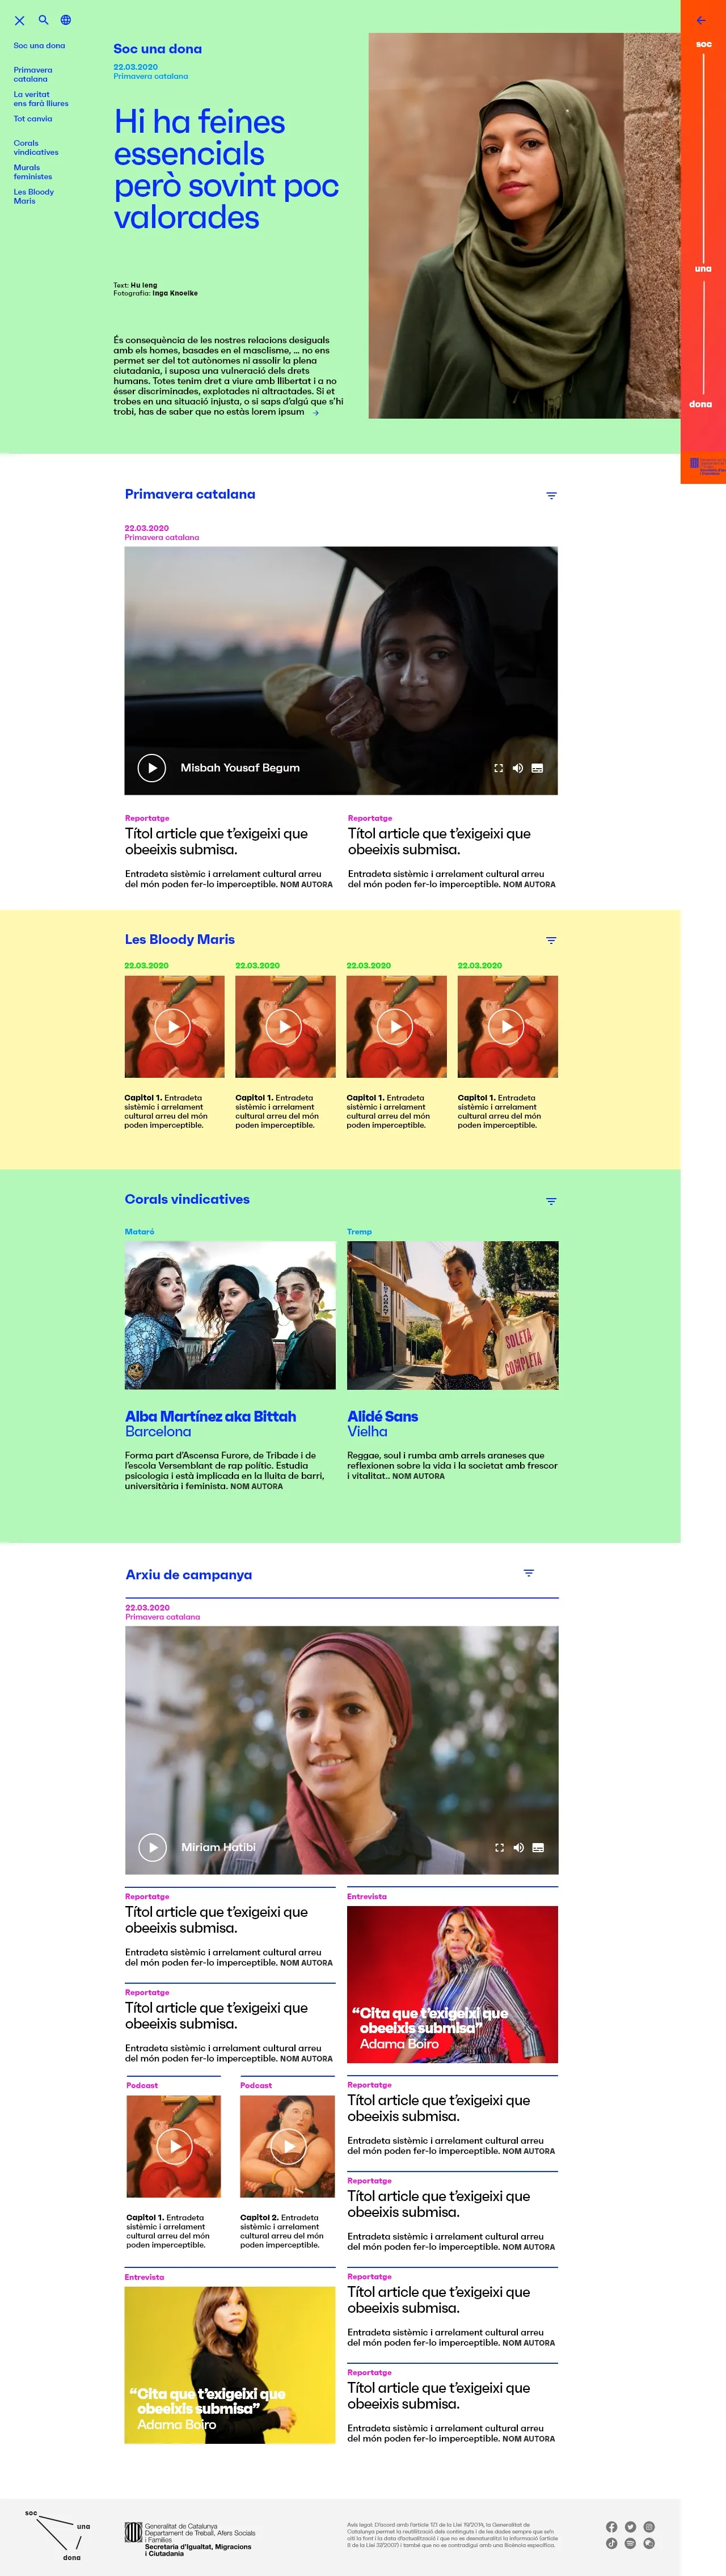 Soc una dona
Primavera
catalana
La veritat
ens farà lliures
Tot canvia
Corals
vindicatives
Murals
feministes
Les Bloody
Maris
Soc una dona
22.03.2020
Primavera catalana
Hi ha feines
essencials
però sovint poc
valorades
Text: Hu Ieng
Fotografia: Inga Knoelke
És conseqüència de les nostres relacions desiguals
amb els homes, basades en el masclisme, ... no ens
permet ser del tot autònomes ni assolir la plena
ciutadania, i suposa una vulneració dels drets
humans. Totes tenim dret a viure amb llibertat i a no
ésser discriminades, explotades ni altractades. Si et
trobes en una situació injusta, o si saps d'algú que s'hi
trobi, has de saber que no estàs lorem ipsum →
soc
una
dona
Primavera catalana
22.03.2020
Primavera catalana
Misbah Yousaf Begum
Reportatge
Títol article que t'exigeixi que
obeeixis submisa.
Entradeta sistèmic i arrelament cultural arreu
del món poden fer-lo imperceptible. NOM AUTORA
Reportatge
Títol article que t'exigeixi que
obeeixis submisa.
Entradeta sistèmic i arrelament cultural arreu
del món poden fer-lo imperceptible. NOM AUTORA
Les Bloody Maris
22.03.2020
22.03.2020
22.03.2020
22.03.2020
Capítol 1. Entradeta
sistèmic i arrelament
cultural arreu del món
poden imperceptible.
Capítol 1. Entradeta
sistèmic i arrelament
cultural arreu del món
poden imperceptible.
Capítol 1. Entradeta
sistèmic i arrelament
cultural arreu del món
poden imperceptible.
Capítol 1. Entradeta
sistèmic i arrelament
cultural arreu del món
poden imperceptible.
Corals vindicatives
Mataró
Tremp
SOLETA
COMPLETA
Alba Martínez aka Bittah
Barcelona
Forma part d'Ascensa Furore, de Tribade i de
l'escola Versemblant de rap polític. Estudia
psicologia i està implicada en la lluita de barri,
universitària i feminista. NOM AUTORA
Alidé Sans
Vielha
Reggae, soul i rumba amb arrels araneses que
reflexionen sobre la vida i la societat amb frescor
i vitalitat.. NOM AUTORA
Arxiu de campanya
22.03.2020
Primavera catalana
Míriam Hatibi
Reportatge
Títol article que t'exigeixi que
obeeixis submisa.
Entradeta sistèmic i arrelament cultural arreu
del món poden fer-lo imperceptible. NOM AUTORA
Reportatge
Títol article que t'exigeixi que
obeeixis submisa.
Entradeta sistèmic i arrelament cultural arreu
del món poden fer-lo imperceptible. NOM AUTORA
Podcast
Capítol 1. Entradeta
sistèmic i arrelament
cultural arreu del món
poden imperceptible.
Podcast
Capítol 2. Entradeta
sistèmic i arrelament
cultural arreu del món
poden imperceptible.
Entrevista
“Cita que t'exigeixi que
obeeixis submisa”
Adama Boiro
Entrevista
“Cita que t'exigeixi que
obeeixis submisa”
Adama Boiro
Reportatge
Títol article que t'exigeixi que
obeeixis submisa.
Entradeta sistèmic i arrelament cultural arreu
del món poden fer-lo imperceptible. NOM AUTORA
Reportatge
Títol article que t'exigeixi que
obeeixis submisa.
Entradeta sistèmic i arrelament cultural arreu
del món poden fer-lo imperceptible. NOM AUTORA
Reportatge
Títol article que t'exigeixi que
obeeixis submisa.
Entradeta sistèmic i arrelament cultural arreu
del món poden fer-lo imperceptible. NOM AUTORA
Reportatge
Títol article que t'exigeixi que
obeeixis submisa.
Entradeta sistèmic i arrelament cultural arreu
del món poden fer-lo imperceptible. NOM AUTORA
soc
una
dona
Generalitat de Catalunya
Departament de Treball, Afers Socials
i Famílies
Secretaria d'Igualtat, Migracions
i Ciutadania
Avís legal: D'acord amb l'article 17.1 de la Llei 19/2014, la Generalitat de
Catalunya permet la reutilització dels continguts i de les dades sempre que se'n
citi la font i la data d'actualització i que no es desnaturalitzi la informació (article
8 de la Llei 37/2007) i també que no es contradigui amb una llicència específica.